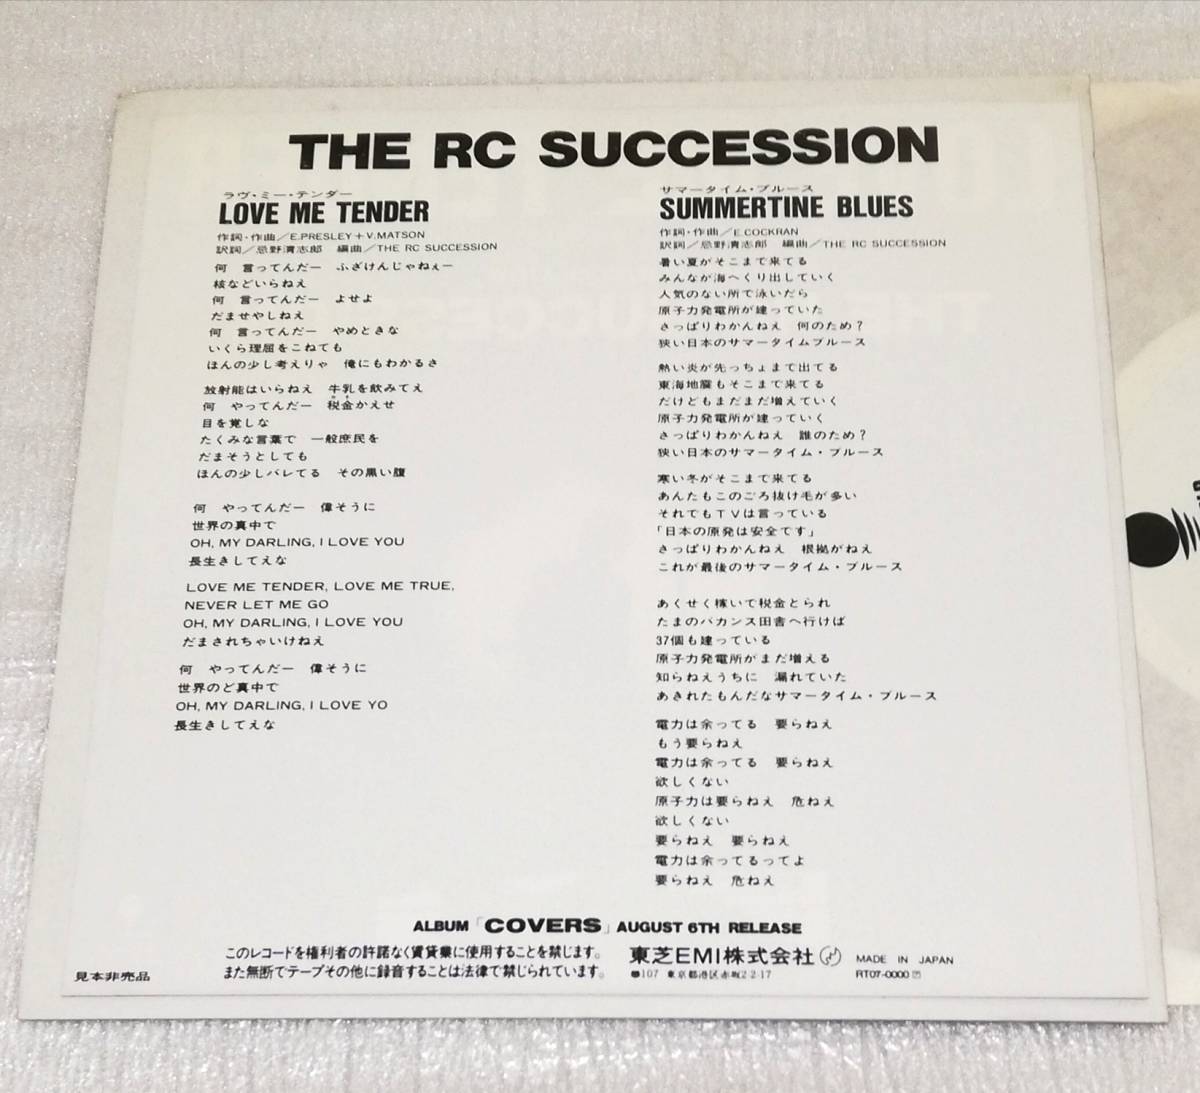 THE RC SUCCESSION
ラヴ・ミー・テンダー
LOVE ME TENDER
作詞・作曲／E.PRESLEY＋V.MATSON
訳詞／忌野清志郎　編曲／THE RC SUCCESSION
何　言ってんだー　ふざけんじゃねぇー
核などいらねえ
何　言ってんだー　よせよ
だませやしねえ
何　言ってんだー　やめときな
いくら理屈をこねても
ほんの少し考えりゃ　俺にもわかるさ
放射能はいらねえ　牛乳を飲みてえ
何　やってんだー　税金かえせ
目を覚しな
たくみな言葉で　一般庶民を
だまそうとしても
ほんの少しバレてる　その黒い腹
何　やってんだー　偉そうに
世界の真中で
OH, MY DARLING, I LOVE YOU
長生きしてえな
LOVE ME TENDER, LOVE ME TRUE,
NEVER LET ME GO
OH, MY DARLING, I LOVE YOU
だまされちゃいけねえ
何　やってんだー　偉そうに
世界のど真中で
OH, MY DARLING, I LOVE YO
長生きしてえな
サマータイム・ブルース
SUMMERTINE BLUES
作詞・作曲／E.COCKRAN
訳詞／忌野清志郎　編曲／THE RC SUCCESSION
暑い夏がそこまで来てる
みんなが海へくり出していく
人気のない所で泳いだら
原子力発電所が建っていた
さっぱりわかんねえ　何のため？
狭い日本のサマータイムブルース
熱い炎が先っちょまで出てる
東海地震もそこまで来てる
だけどもまだまだ増えていく
原子力発電所が建っていく
さっぱりわかんねえ　誰のため？
狭い日本のサマータイム・ブルース
寒い冬がそこまで来てる
あんたもこのごろ抜け毛が多い
それでもTVは言っている
「日本の原発は安全です」
さっぱりわかんねえ　根拠がねえ
これが最後のサマータイム・ブルース
あくせく稼いで税金とられ
たまのバカンス田舎へ行けば
37個も建っている
原子力発電所がまだ増える
知らねえうちに　漏れていた
あきれたもんだなサマータイム・ブルース
電力は余ってる　要らねえ
もう要らねえ
電力は余ってる　要らねえ
欲しくない
原子力は要らねえ　危ねえ
欲しくない
要らねえ　要らねえ
電力は余ってるってよ
要らねえ　危ねえ
ALBUM「COVERS」AUGUST 6TH RELEASE
見本非売品
このレコードを権利者の許諾なく賃貸業に使用することを禁じます。
また無断でテープその他に録音することは法律で禁じられています。
東芝EMI株式会社
107　東京都港区赤坂2-2-17
MADE IN JAPAN
RT07-0000